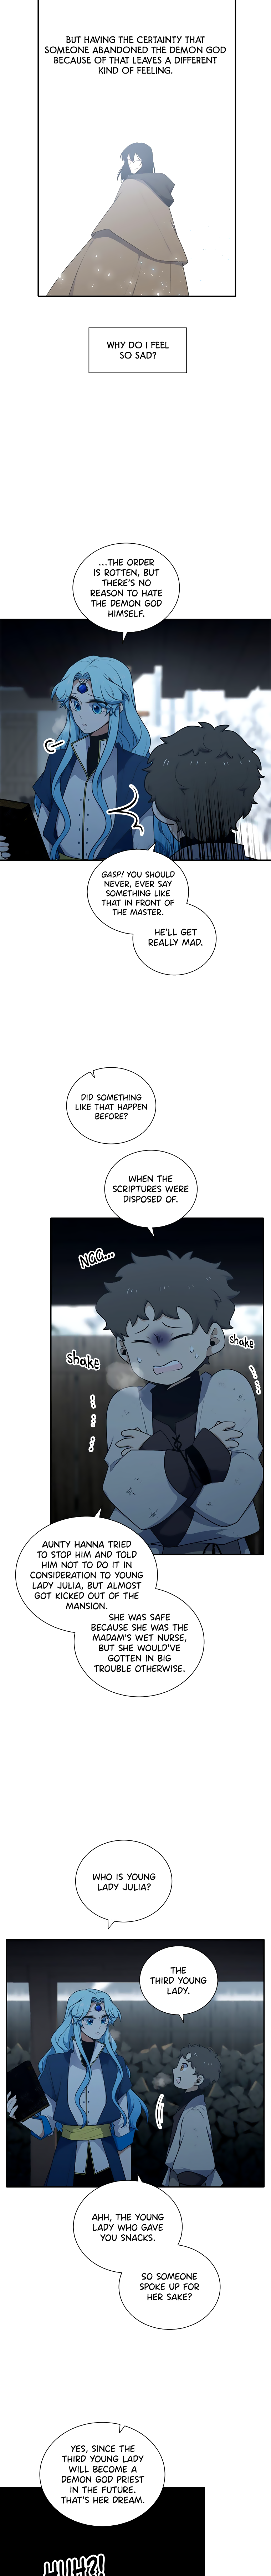 BUT HAVING THE CERTAINTY THAT
SOMEONE ABANDONED THE DEMON GOD
BECAUSE OF THAT LEAVES A DIFFERENT
KIND OF FEELING.
WHY DO I FEEL
SO SAD?
...THE ORDER
IS ROTTEN, BUT
THERE'S NO
REASON TO HATE
THE DEMON GOD
HIMSELF.
GASP! YOU SHOULD
NEVER, EVER SAY
SOMETHING LIKE
THAT IN FRONT OF
THE MASTER.
HE'LL GET
REALLY MAD.
DID SOMETHING
LIKE THAT HAPPEN
BEFORE?
WHEN THE
SCRIPTURES WERE
DISPOSED OF.
NGG...
shake
shake
AUNTY HANNA TRIED
TO STOP HIM AND TOLD
HIM NOT TO DO IT IN
CONSIDERATION TO YOUNG
LADY JULIA, BUT ALMOST
GOT KICKED OUT OF THE
MANSION.
SHE WAS SAFE
BECAUSE SHE WAS THE
MADAM'S WET NURSE,
BUT SHE WOULD'VE
GOTTEN IN BIG
TROUBLE OTHERWISE.
WHO IS YOUNG
LADY JULIA?
THE
THIRD YOUNG
LADY.
AHH, THE YOUNG
LADY WHO GAVE
YOU SNACKS.
SO SOMEONE
SPOKE UP FOR
HER SAKE?
YES, SINCE THE
THIRD YOUNG LADY
WILL BECOME A
DEMON GOD PRIEST
IN THE FUTURE.
THAT'S HER DREAM.
HUH?!